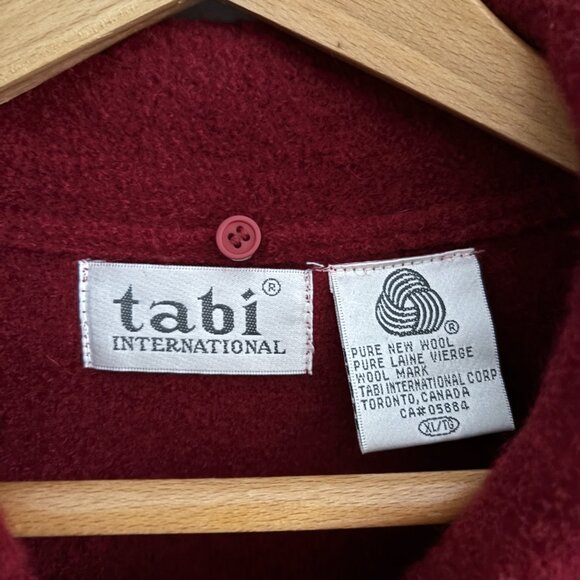 tabi®
INTERNATIONAL
®
PURE NEW WOOL
PURE LAINE VIERGE
WOOL MARK
TABI INTERNATIONAL CORP
TORONTO, CANADA
CA#05884
XL/TG